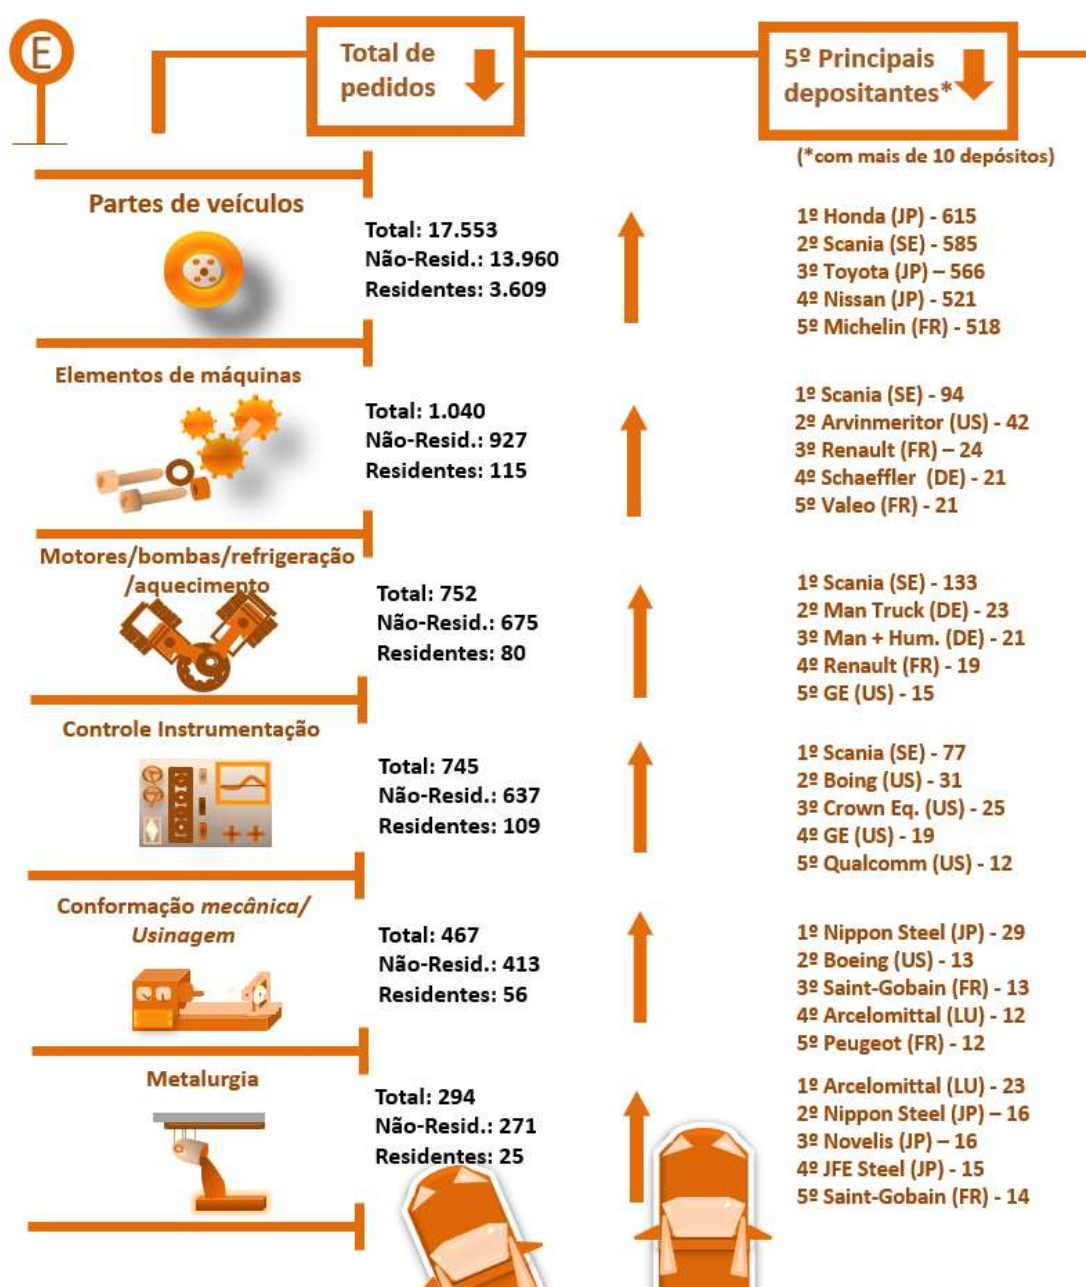 E
Total de
pedidos
5º Principais
depositantes*
(*com mais de 10 depósitos)
Partes de veículos
Total: 17.553
Não-Resid.: 13.960
Residentes: 3.609
1º Honda (JP) - 615
2º Scania (SE) - 585
3º Toyota (JP) – 566
4º Nissan (JP) - 521
5º Michelin (FR) - 518
Elementos de máquinas
Total: 1.040
Não-Resid.: 927
Residentes: 115
1º Scania (SE) - 94
2º Arvinmeritor (US) - 42
3º Renault (FR) – 24
4º Schaeffler (DE) - 21
5º Valeo (FR) - 21
Motores/bombas/refrigeração
/aquecimento
Total: 752
Não-Resid.: 675
Residentes: 80
1º Scania (SE) - 133
2º Man Truck (DE) - 23
3º Man + Hum. (DE) - 21
4º Renault (FR) - 19
5º GE (US) - 15
Controle Instrumentação
Total: 745
Não-Resid.: 637
Residentes: 109
1º Scania (SE) - 77
2º Boing (US) - 31
3º Crown Eq. (US) - 25
4º GE (US) - 19
5º Qualcomm (US) - 12
Conformação mecânica/
Usinagem
Total: 467
Não-Resid.: 413
Residentes: 56
1º Nippon Steel (JP) - 29
2º Boeing (US) - 13
3º Saint-Gobain (FR) - 13
4º Arcelomittal (LU) - 12
5º Peugeot (FR) - 12
Metalurgia
Total: 294
Não-Resid.: 271
Residentes: 25
1º Arcelomittal (LU) - 23
2º Nippon Steel (JP) – 16
3º Novelis (JP) – 16
4º JFE Steel (JP) - 15
5º Saint-Gobain (FR) - 14